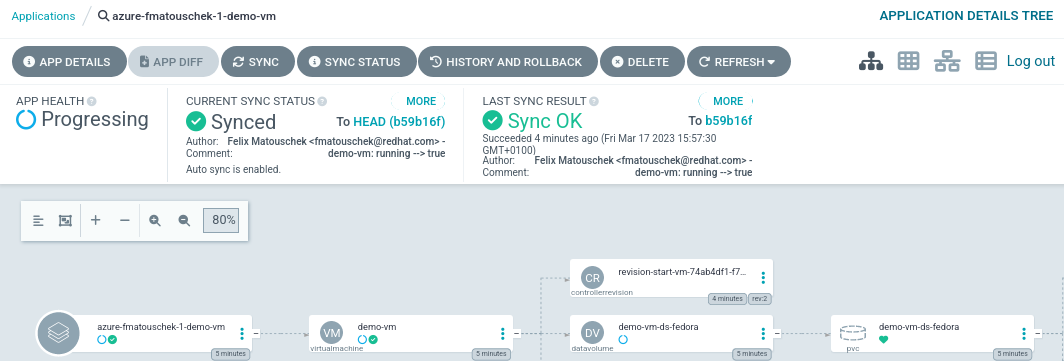 Applications / azure-fmatouschek-1-demo-vm
APPLICATION DETAILS TREE
APP DETAILS
APP DIFF
SYNC
SYNC STATUS
HISTORY AND ROLLBACK
DELETE
REFRESH
Log out
APP HEALTH
Progressing
CURRENT SYNC STATUS
MORE
Synced
To HEAD (b59b16f)
Author: Felix Matouschek <fmatouschek@redhat.com> -
Comment: demo-vm: running --> true
Auto sync is enabled.
LAST SYNC RESULT
MORE
Sync OK
To b59b16f
Succeeded 4 minutes ago (Fri Mar 17 2023 15:57:30
GMT+0100)
Author: Felix Matouschek <fmatouschek@redhat.com> -
Comment: demo-vm: running --> true
80%
CR
revision-start-vm-74ab4df1-f7...
controllerrevision
4 minutes
rev:2
azure-fmatouschek-1-demo-vm
5 minutes
VM
demo-vm
virtualmachine
5 minutes
DV
demo-vm-ds-fedora
datavolume
5 minutes
demo-vm-ds-fedora
pvc
5 minutes